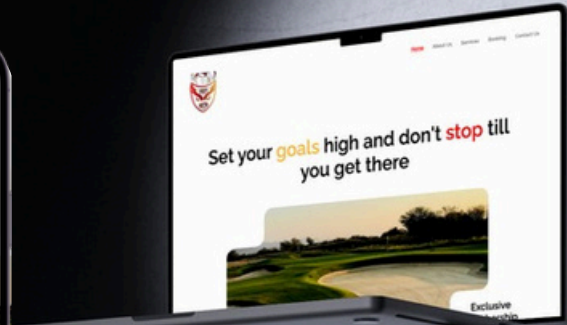 Home About Us Services Booking Contact Us
Set your goals high and don't stop till
you get there
Exclusive